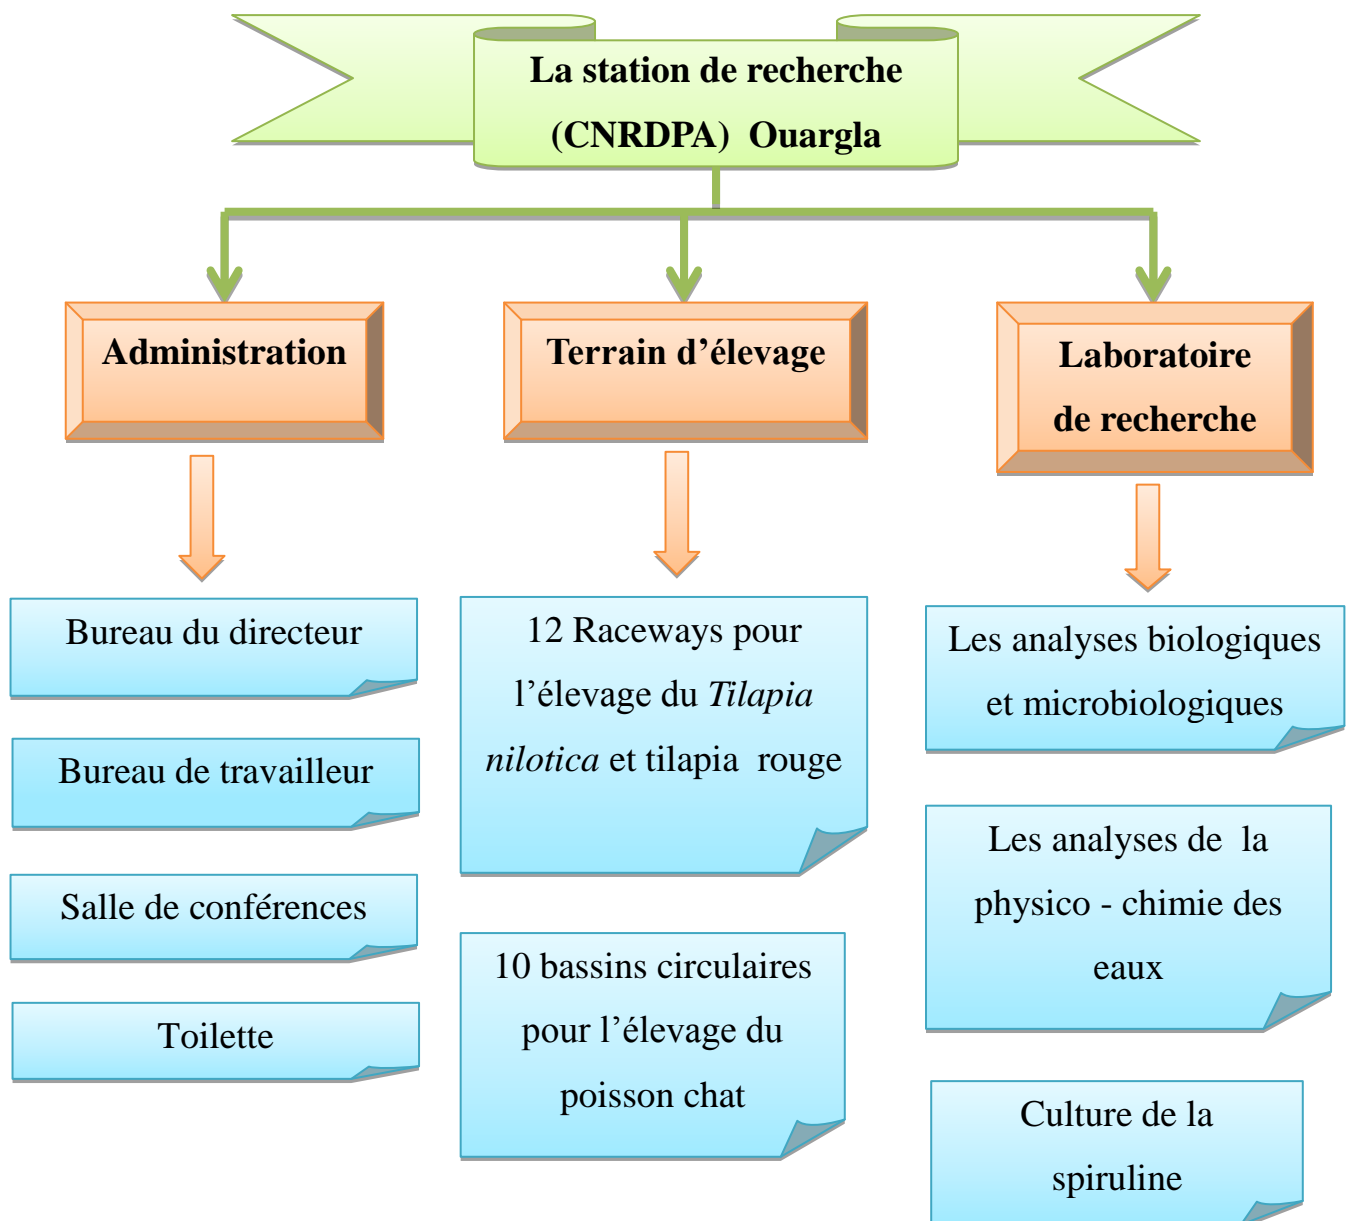 La station de recherche
(CNRDPA) Ouargla
Administration
Terrain d’élevage
Laboratoire
de recherche
Bureau du directeur
Bureau de travailleur
Salle de conférences
Toilette
12 Raceways pour
l’élevage du Tilapia
nilotica et tilapia rouge
10 bassins circulaires
pour l’élevage du
poisson chat
Les analyses biologiques
et microbiologiques
Les analyses de la
physico - chimie des
eaux
Culture de la
spiruline